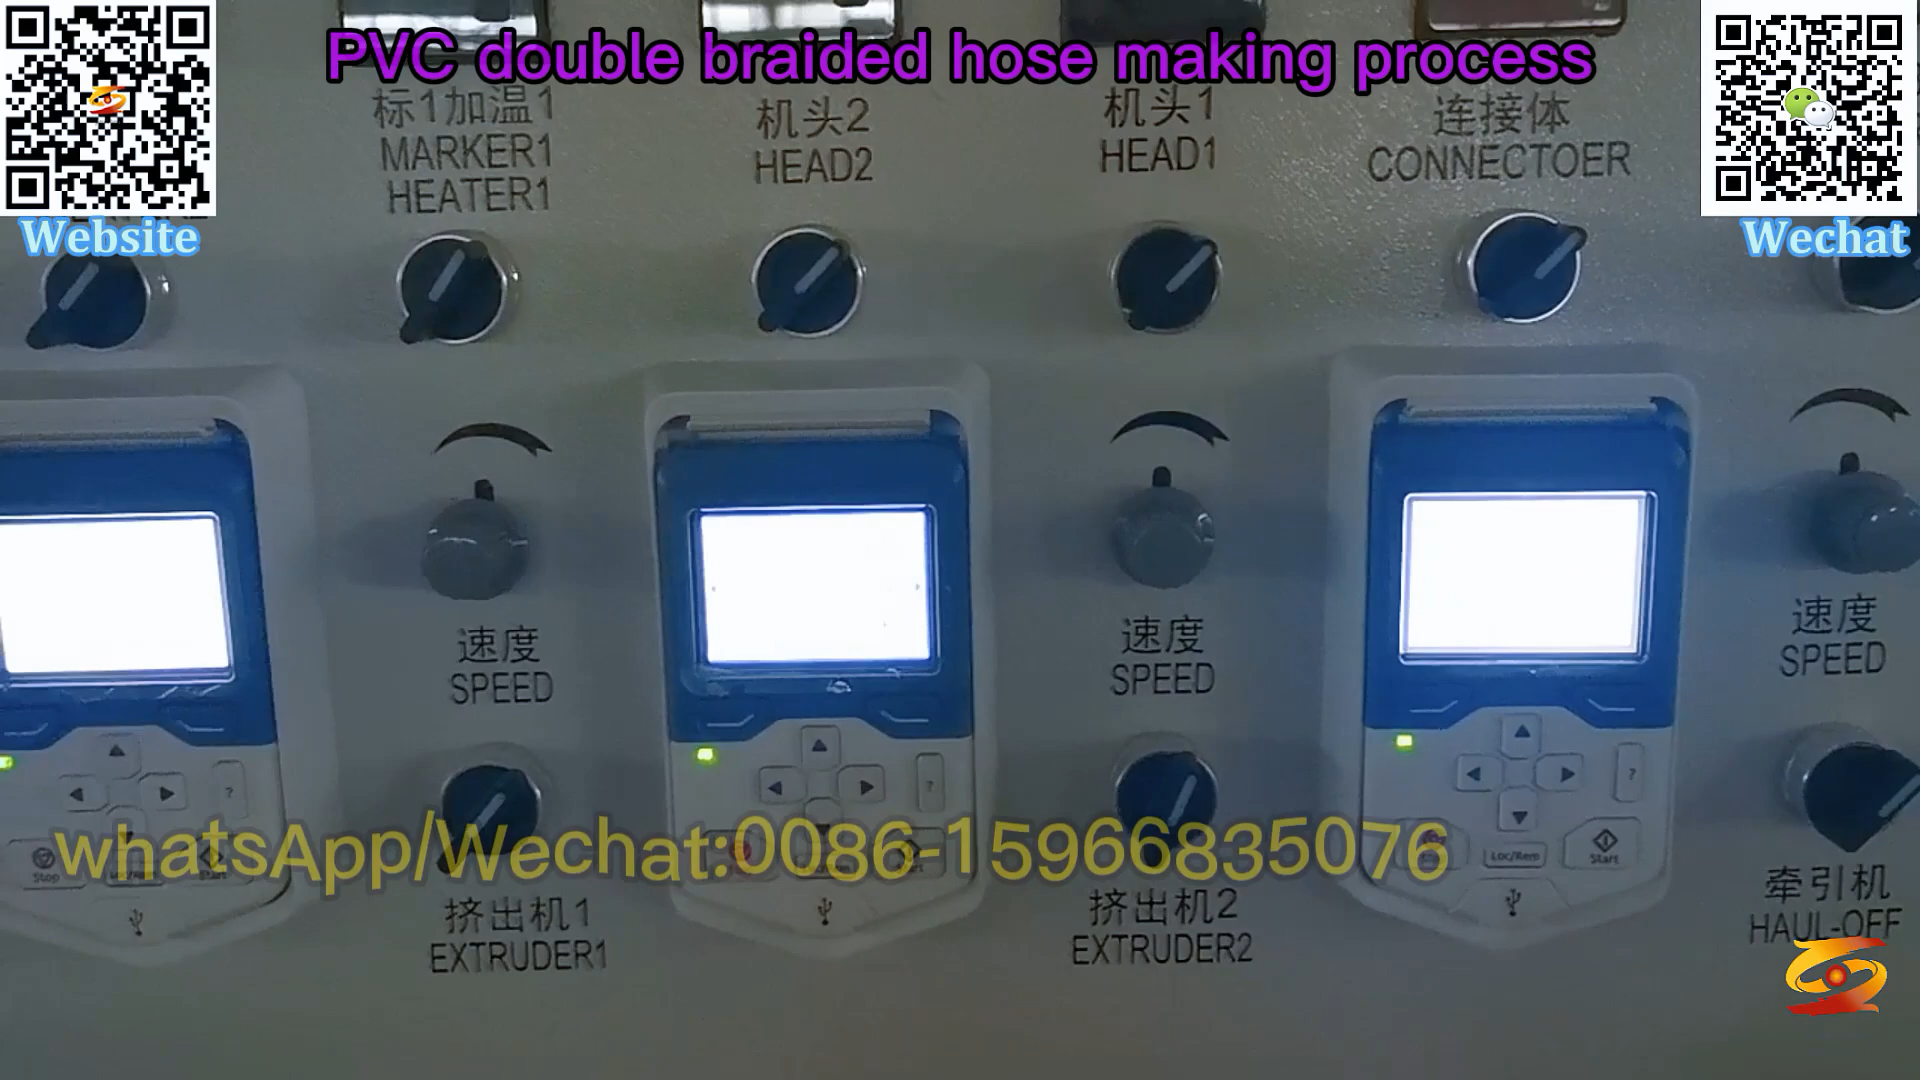 PVC double braided hose making process
标1加温1
MARKER1
HEATER1
机头2
HEAD2
机头1
HEAD1
连接体
CONNECTOER
Website
Wechat
速度
SPEED
速度
SPEED
速度
SPEED
?
?
?
whatsApp/Wechat:0086-15966835076
Stop
Loc/Rem
Start
挤出机1
EXTRUDER1
挤出机2
EXTRUDER2
牵引机
HAUL-OFF